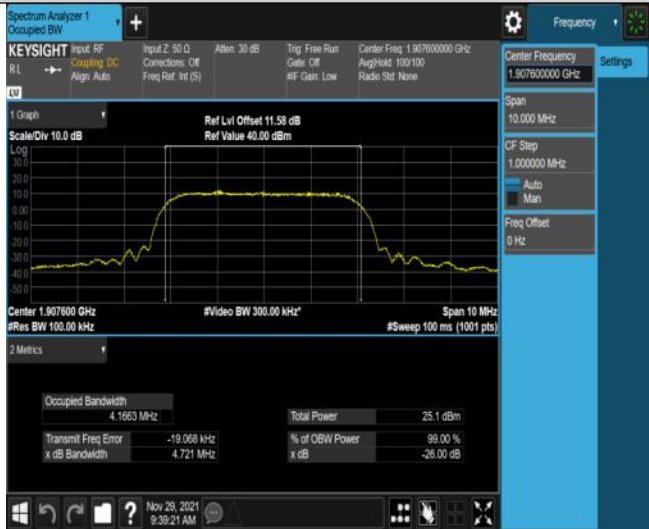 Spectrum Analyzer 1
Occupied BW
Frequency
KEYSIGHT
Input: RF
Coupling: DC
Align: Auto
Input Z: 50 Ω
Corrections: Off
Freq Ref: Int (S)
Atten: 30 dB
Trig: Free Run
Gate: Off
#IF Gain: Low
Center Freq: 1.907600000 GHz
Avg|Hold: 100/100
Radio Std: None
RL
LXI
Center Frequency
1.907600000 GHz
Settings
Span
10.000 MHz
CF Step
1.000000 MHz
Auto
Man
Freq Offset
0 Hz
1 Graph
Scale/Div 10.0 dB
Ref Lvl Offset 11.58 dB
Ref Value 40.00 dBm
Log
30.0
20.0
10.0
0.00
-10.0
-20.0
-30.0
-40.0
-50.0
Center 1.907600 GHz
#Res BW 100.00 kHz
#Video BW 300.00 kHz*
Span 10 MHz
#Sweep 100 ms (1001 pts)
2 Metrics
Occupied Bandwidth
4.1663 MHz
Total Power 25.1 dBm
Transmit Freq Error -19.068 kHz
% of OBW Power 99.00 %
x dB Bandwidth 4.721 MHz
x dB -26.00 dB
?
Nov 29, 2021
9:39:21 AM